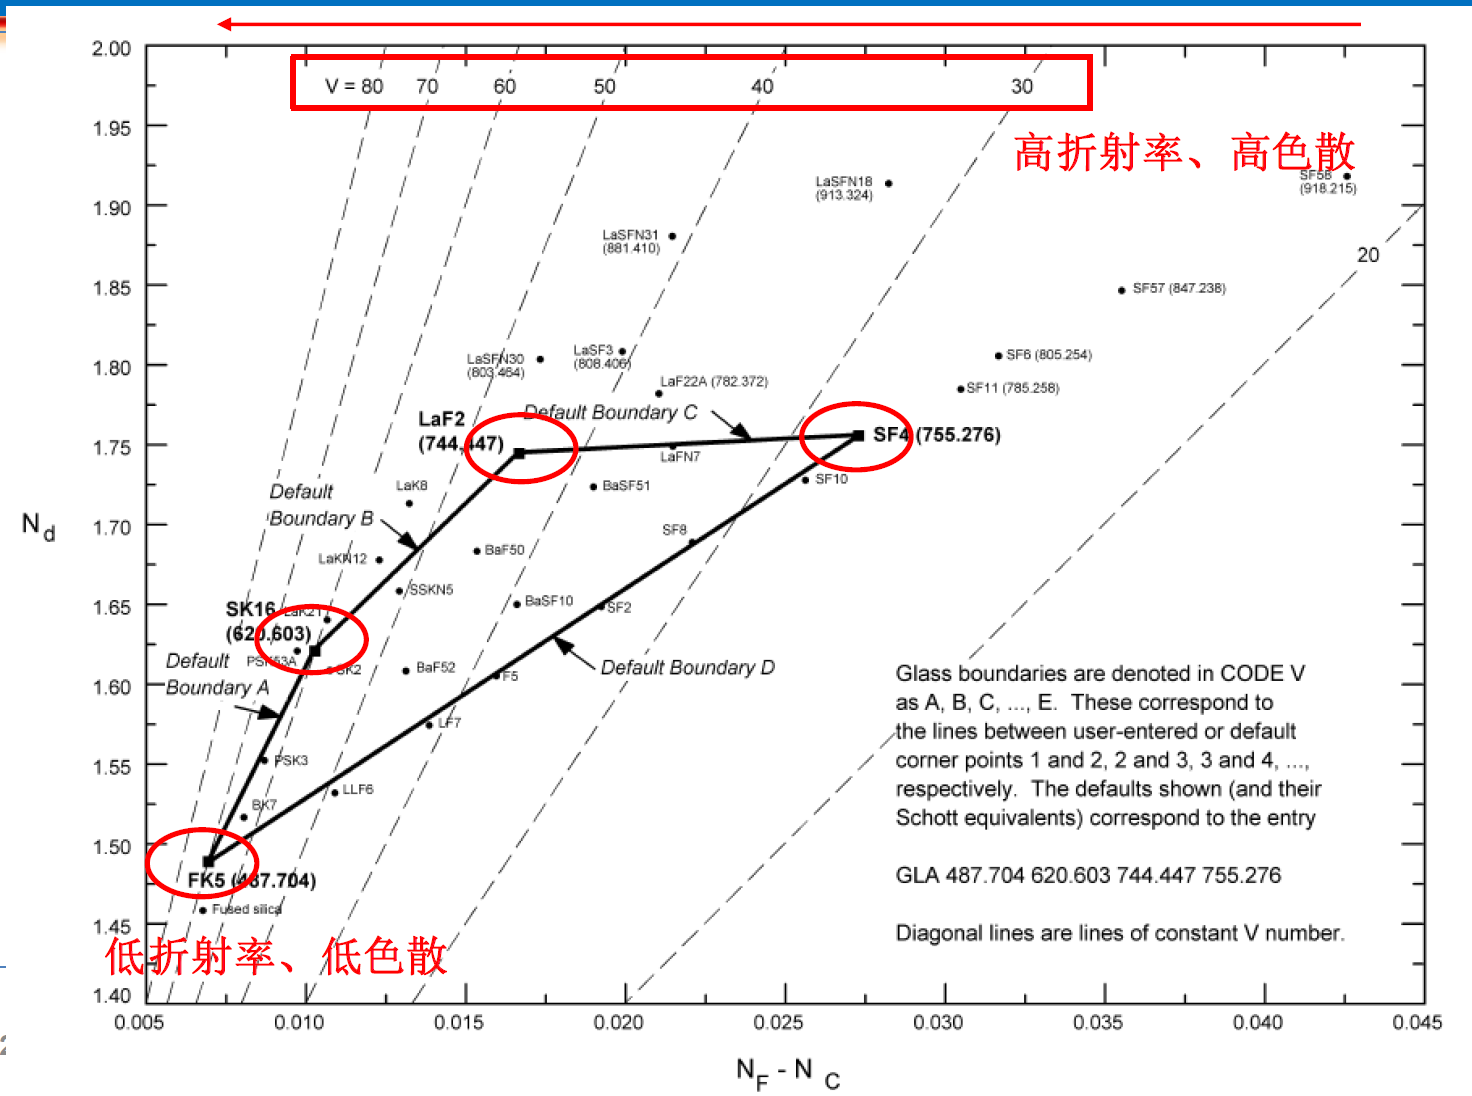 2.00
V = 80 70 60 50 40 30
1.95
高折射率、高色散
LaSFN18
(913.324)
SF58
(918.215)
1.90
LaSFN31
(881.410)
20
1.85
SF57 (847.238)
LaSFN30
(803.464)
LaSF3
(808.406)
SF6 (805.254)
1.80
LaF22A (782.372)
SF11 (785.258)
LaF2
(744.447)
Default Boundary C
SF4 (755.276)
1.75
LaFN7
SF10
LaK8
BaSF51
Default
Boundary B
Nd
1.70
SF8
LaKN12
BaF50
SSKN5
1.65
SK16
(620.603)
LaK21
BaSF10
SF2
PSK53A
SK2
BaF52
F5
Default Boundary D
Default
Boundary A
1.60
LF7
1.55
PSK3
LLF6
BK7
1.50
FK5 (487.704)
Fused silica
1.45
低折射率、低色散
1.40
Glass boundaries are denoted in CODE V
as A, B, C, ..., E. These correspond to
the lines between user-entered or default
corner points 1 and 2, 2 and 3, 3 and 4, ...,
respectively. The defaults shown (and their
Schott equivalents) correspond to the entry
GLA 487.704 620.603 744.447 755.276
Diagonal lines are lines of constant V number.
0.005 0.010 0.015 0.020 0.025 0.030 0.035 0.040 0.045
NF - NC